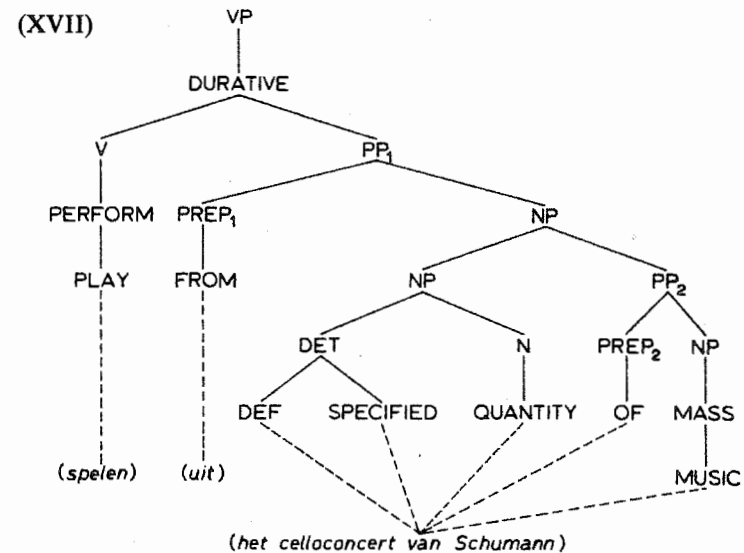 (XVII)
VP
DURATIVE
V PP₁
PERFORM PREP₁ NP
PLAY FROM NP PP₂
DET N PREP₂ NP
DEF SPECIFIED QUANTITY OF MASS
(spelen) (uit) MUSIC
(het celloconcert van Schumann)